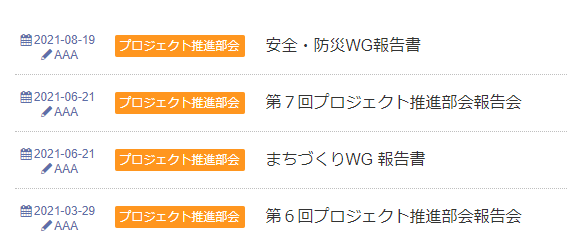 2021-08-19 プロジェクト推進部会 安全・防災WG報告書
AAA
2021-06-21 プロジェクト推進部会 第７回プロジェクト推進部会報告会
AAA
2021-06-21 プロジェクト推進部会 まちづくりWG 報告書
AAA
2021-03-29 プロジェクト推進部会 第６回プロジェクト推進部会報告会
AAA